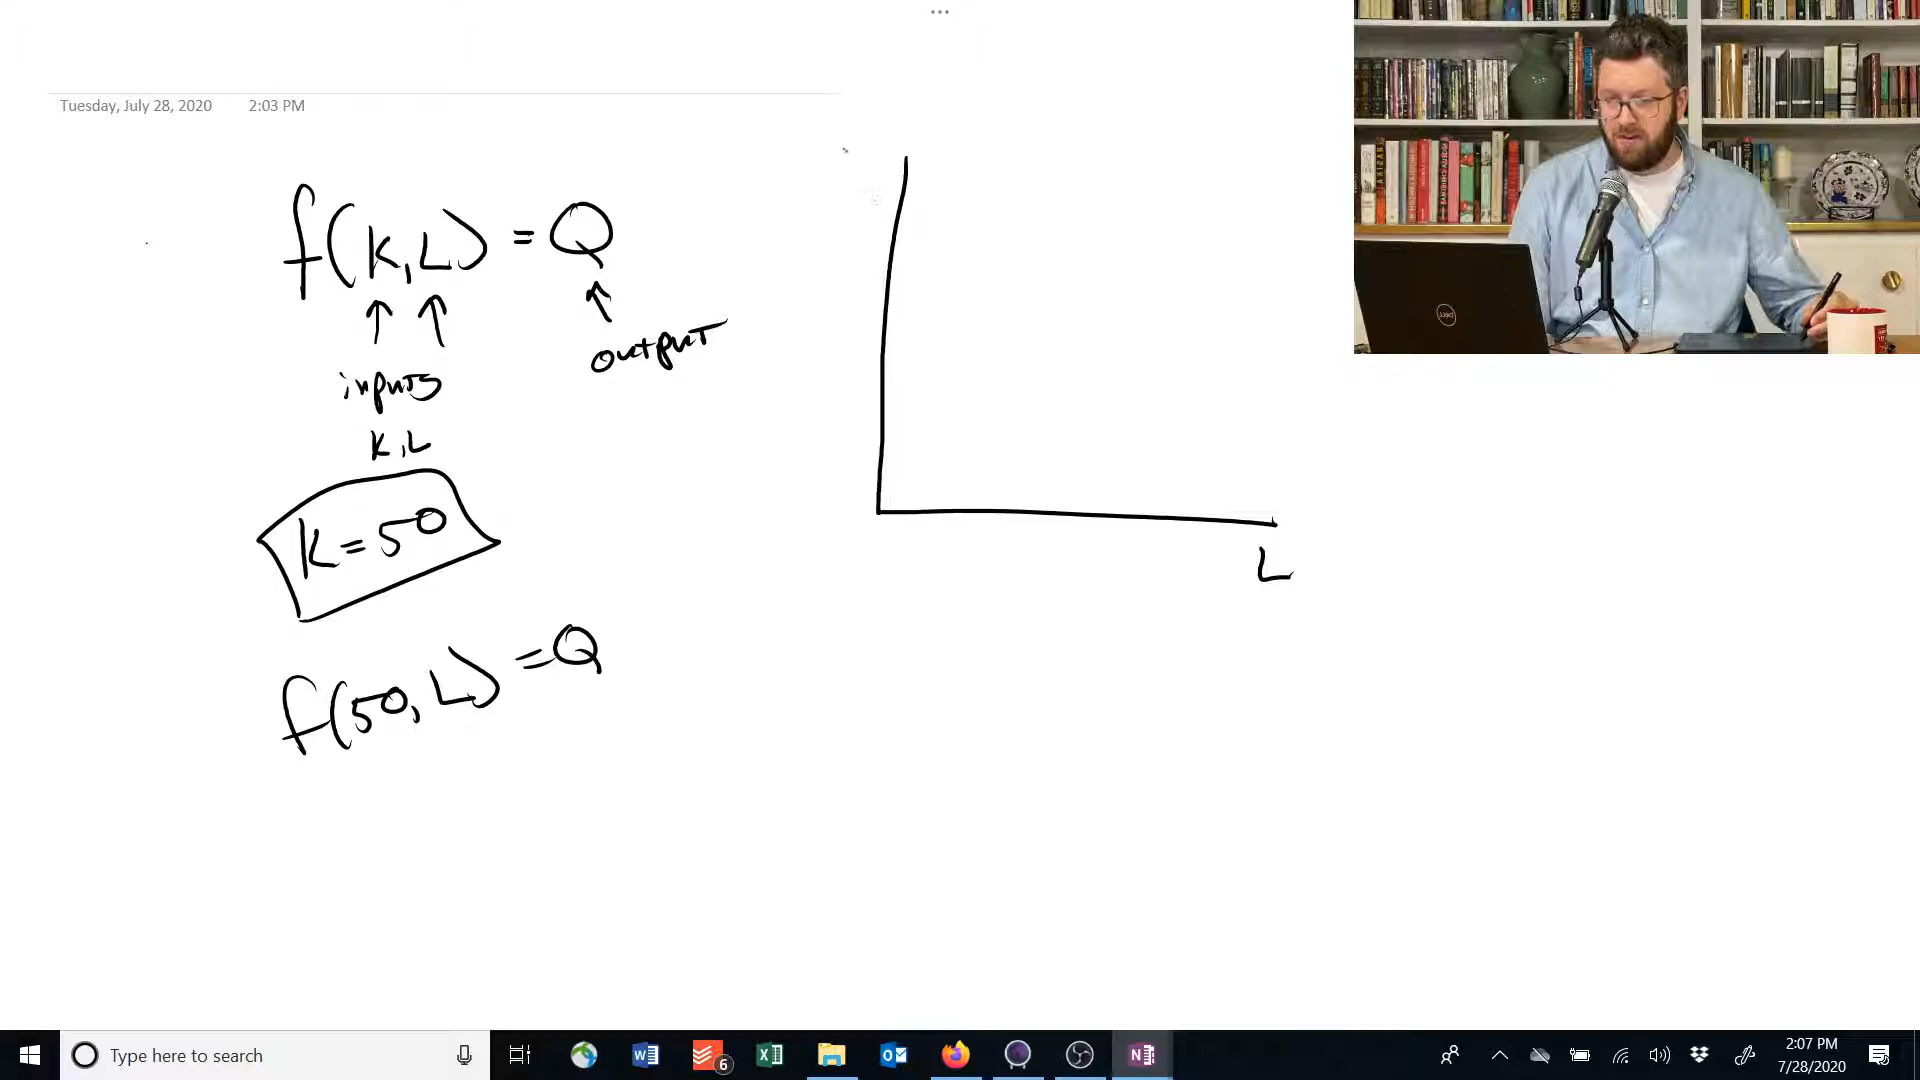 Tuesday, July 28, 2020 2:03 PM
f(K,L) = Q
inputs
output
K,L
K=50
f(50,L) = Q
L
Type here to search
6
2:07 PM
7/28/2020